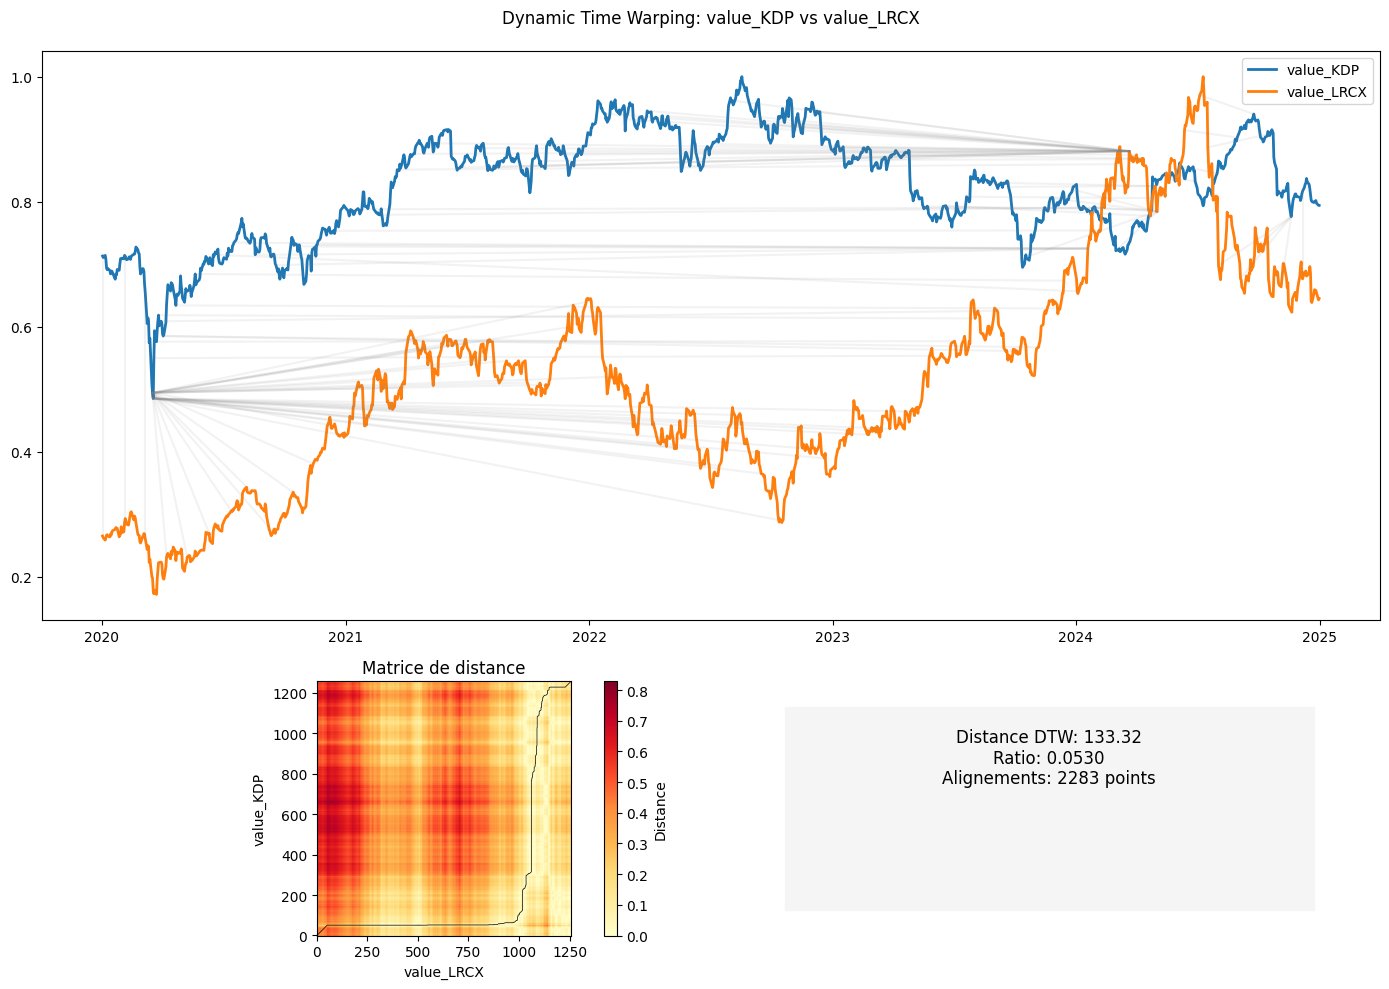 Dynamic Time Warping: value_KDP vs value_LRCX
value_KDP
value_LRCX
1.0
0.8
0.6
0.4
0.2
2020 2021 2022 2023 2024 2025
Matrice de distance
value_KDP
1200
1000
800
600
400
200
0
0 250 500 750 1000 1250
value_LRCX
0.8
0.7
0.6
0.5
0.4
0.3
0.2
0.1
0.0
Distance
Distance DTW: 133.32
Ratio: 0.0530
Alignements: 2283 points